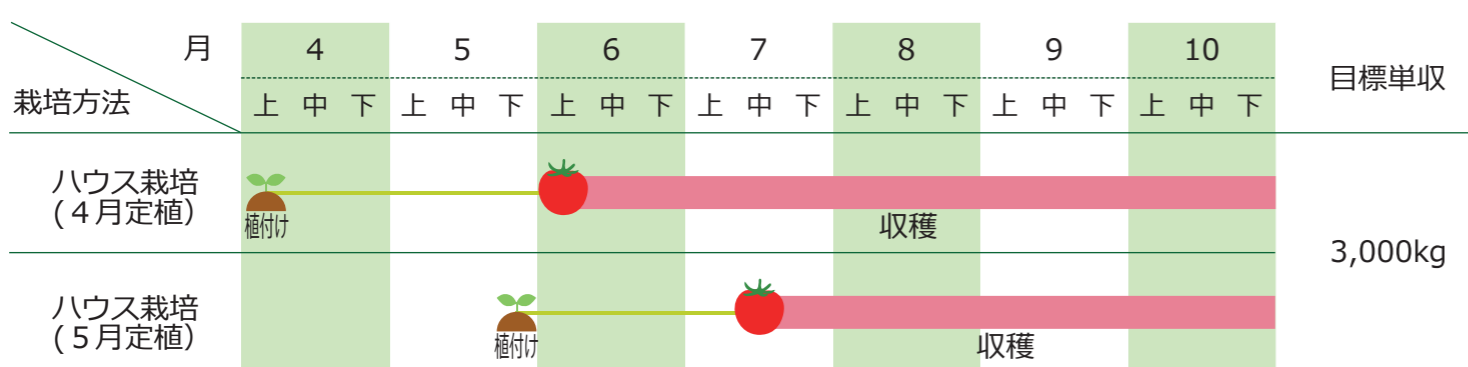 月 4 5 6 7 8 9 10
栽培方法 上 中 下 上 中 下 上 中 下 上 中 下 上 中 下 上 中 下 上 中 下 目標単収
ハウス栽培
(４月定植)
植付け
収穫
3,000kg
ハウス栽培
(５月定植)
植付け
収穫